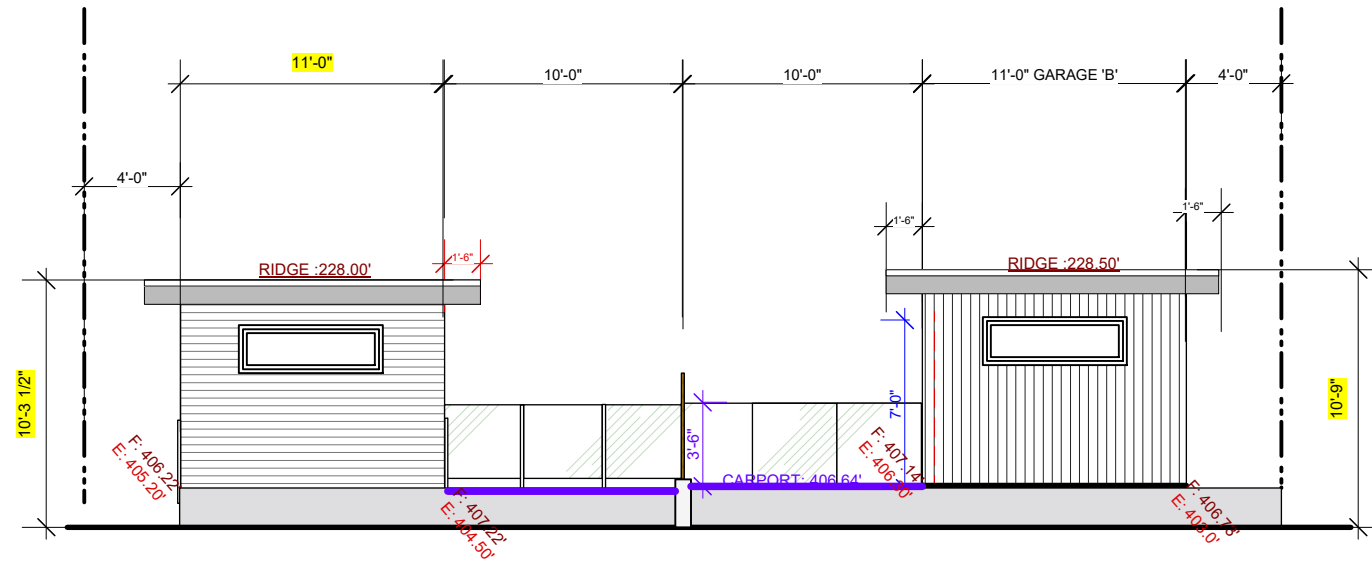 11'-0"
10'-0"
10'-0"
11'-0" GARAGE 'B'
4'-0"
4'-0"
1'-6"
1'-6"
1'-6"
RIDGE :228.00'
RIDGE :228.50'
10'-3 1/2"
10'-9"
7'-0"
3'-6"
F: 406.22'
E: 405.20'
F: 407.22'
E: 404.50'
CARPORT: 406.64'
F: 407.14'
F: 406.78'
E: 403.0'